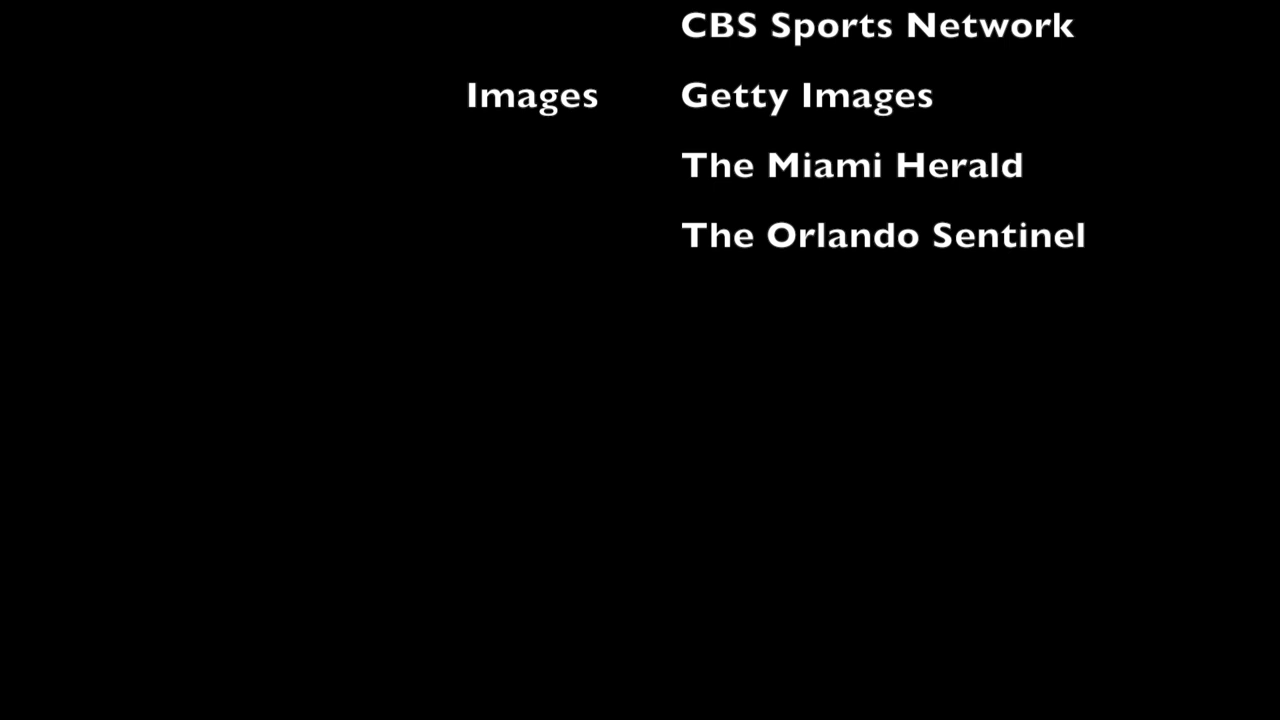 CBS Sports Network
Images Getty Images
The Miami Herald
The Orlando Sentinel